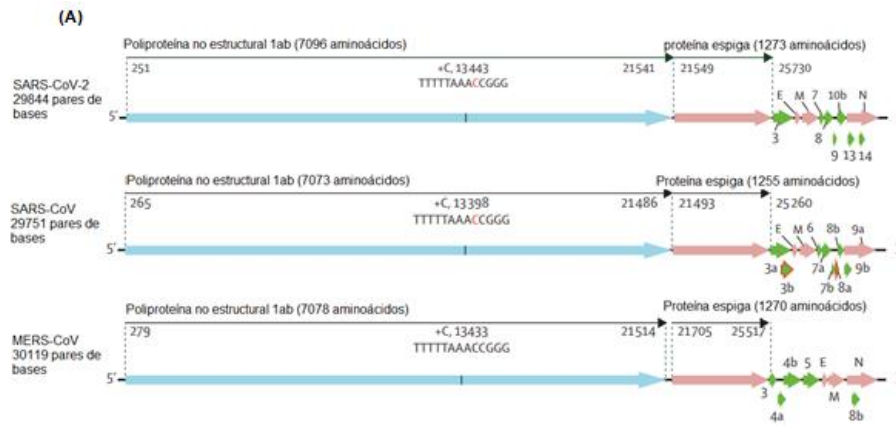 (A)
Poliproteína no estructural 1ab (7096 aminoácidos)
proteína espiga (1273 aminoácidos)
251
+C, 13443
21541
21549
25730
TTTTTAAACCGGG
SARS-CoV-2
29844 pares de
bases
E M 7 10b N
5´
3 8
9 13 14
Poliproteína no estructural 1ab (7073 aminoácidos)
Proteína espiga (1255 aminoácidos)
265
+C, 13398
21486
21493
25260
TTTTTAAACCGGG
SARS-CoV
29751 pares de
bases
E M 6 8b 9a
5´
3a 7a 9b
3b 7b 8a
Poliproteína no estructural 1ab (7078 aminoácidos)
Proteína espiga (1270 aminoácidos)
279
+C, 13433
21514
21705
25517
TTTTTAAACCGGG
MERS-CoV
30119 pares de
bases
4b 5 E N
5´
3 M
4a 8b